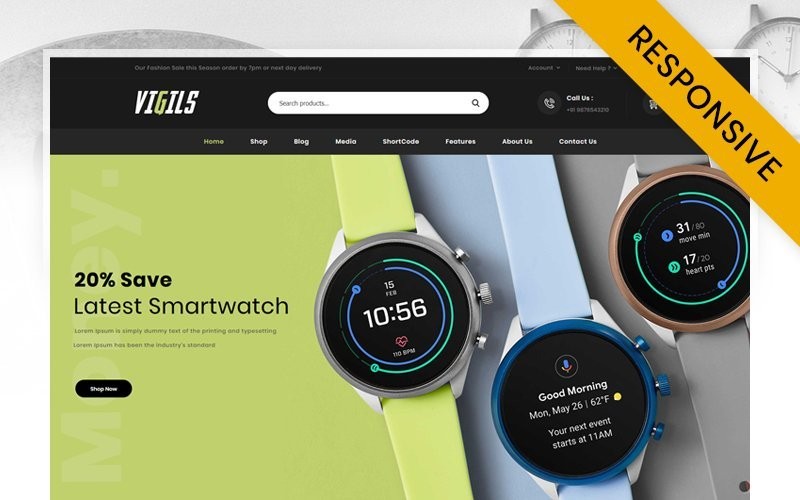 RESPONSIVE
Our Fashion Sale this Season order by 7pm or next day delivery
Account
Need Help ?
VIGILS
Search products...
Call Us :
+91 9876543210
Home
Shop
Blog
Media
ShortCode
Features
About Us
Contact Us
20% Save
Latest Smartwatch
Lorem Ipsum is simply dummy text of the printing and typesetting
Lorem Ipsum has been the industry's standard
Shop Now
15
FEB
10:56
110 BPM
Good Morning
Mon, May 26 | 62°F
Your next event
starts at 11AM
31/80
move min
17/20
heart pts